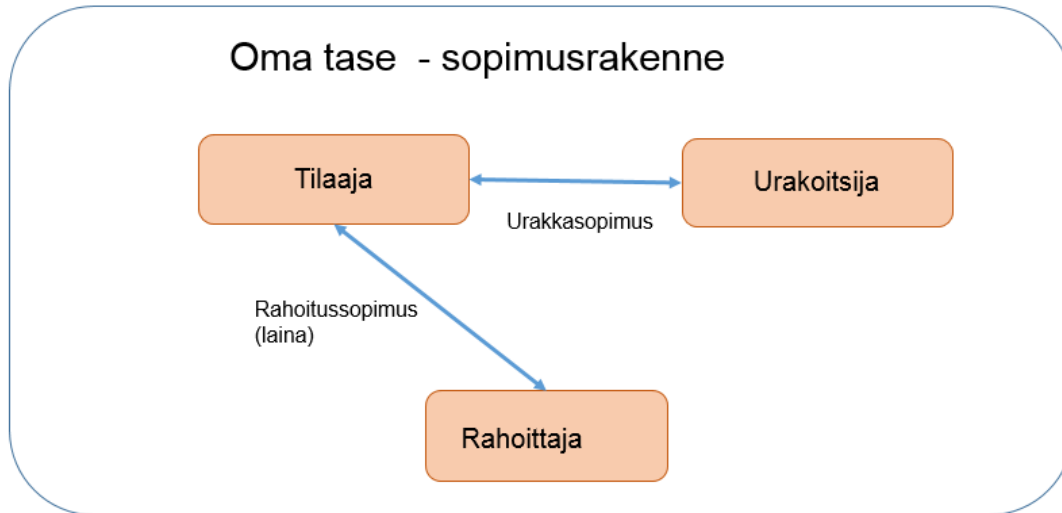 Oma tase - sopimusrakenne
Tilaaja
Urakoitsija
Urakkasopimus
Rahoitussopimus
(laina)
Rahoittaja